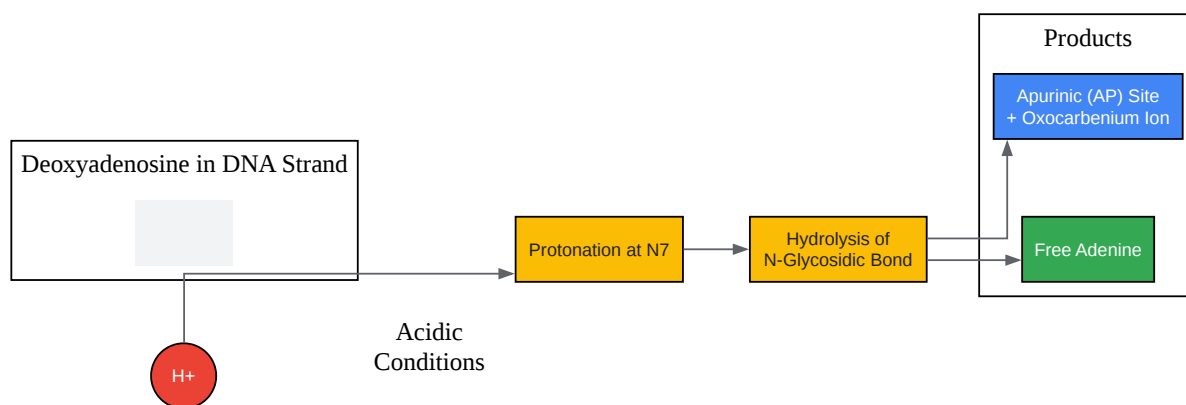 Products
Apurinic (AP) Site
+ Oxocarbenium Ion
Deoxyadenosine in DNA Strand
Protonation at N7
Hydrolysis of
N-Glycosidic Bond
Free Adenine
Acidic
Conditions
H+